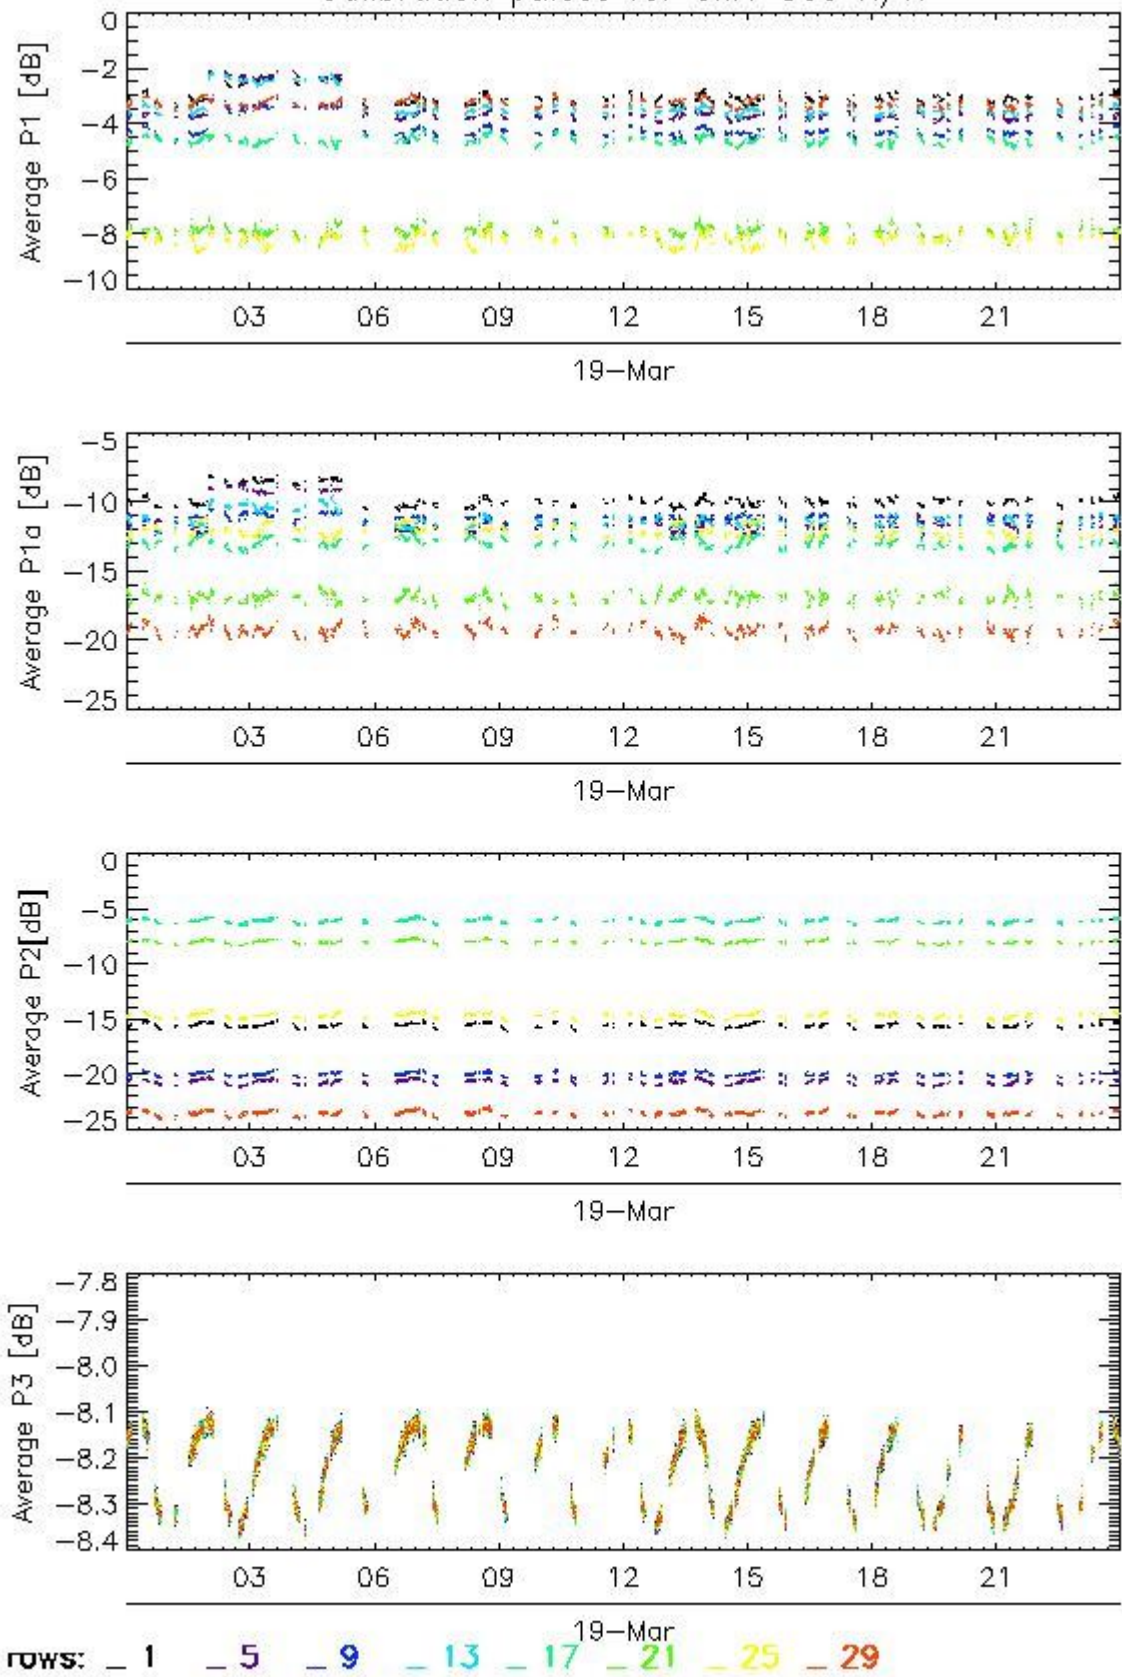 0
−2
−4
−6
−8
−10
Average P1 [dB]
03 06 09 12 15 18 21
19−Mar
−5
−10
−15
−20
−25
Average P1a [dB]
03 06 09 12 15 18 21
19−Mar
0
−5
−10
−15
−20
−25
Average P2[dB]
03 06 09 12 15 18 21
19−Mar
−7.8
−7.9
−8.0
−8.1
−8.2
−8.3
−8.4
Average P3 [dB]
03 06 09 12 15 18 21
19−Mar
rows: _ 1 _ 5 _ 9 _ 13 _ 17 _ 21 _ 25 _ 29